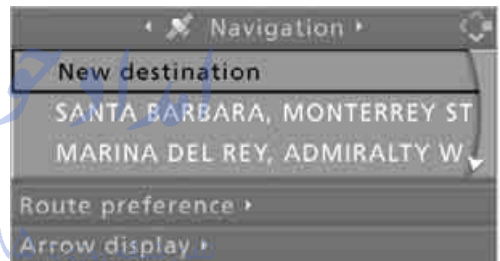 Navigation
New destination
SANTA BARBARA, MONTERREY ST
MARINA DEL REY, ADMIRALTY W
Route preference
Arrow display